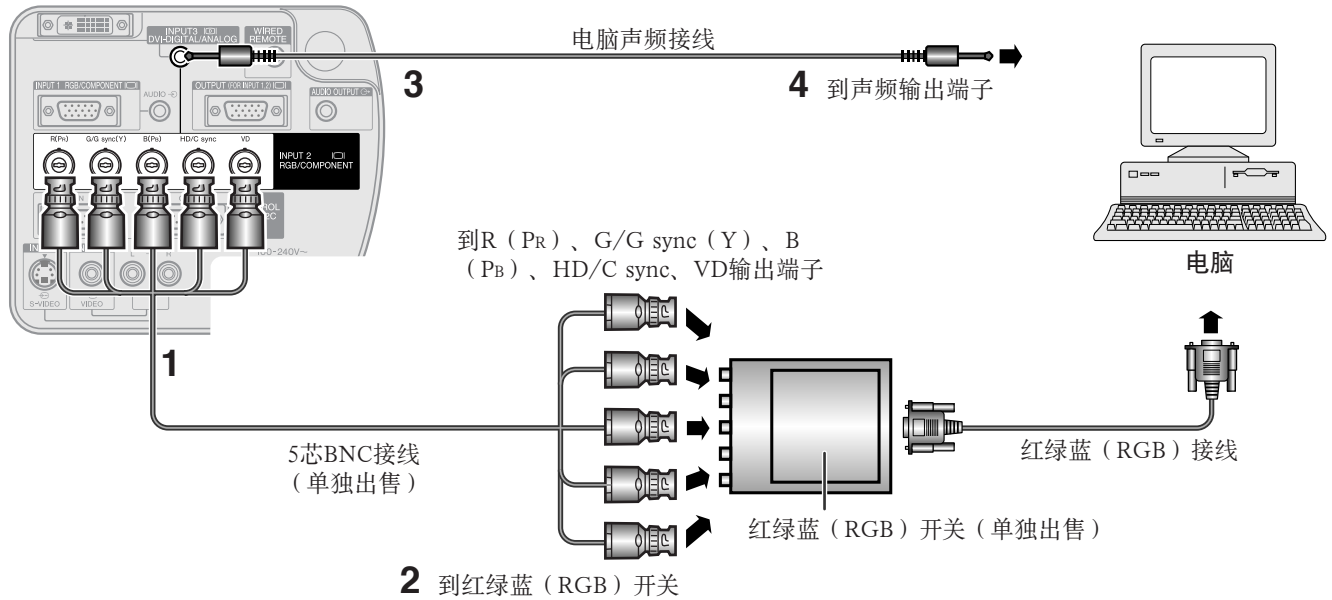 INPUT3
DVI-DIGITAL/ANALOG
WIRED
REMOTE
INPUT 1 RGB/COMPONENT
AUDIO
OUTPUT (FOR INPUT 1,2)
AUDIO OUTPUT
R(PR) G/G sync(Y) B(PB) HD/C sync VD
INPUT 2
RGB/COMPONENT
100-240V~
S-VIDEO
VIDEO
电脑声频接线
3
4 到声频输出端子
电脑
到R（PR）、G/G sync（Y）、B
（PB）、HD/C sync、VD输出端子
1
5芯BNC接线
（单独出售）
红绿蓝（RGB）接线
红绿蓝（RGB）开关（单独出售）
2 到红绿蓝（RGB）开关